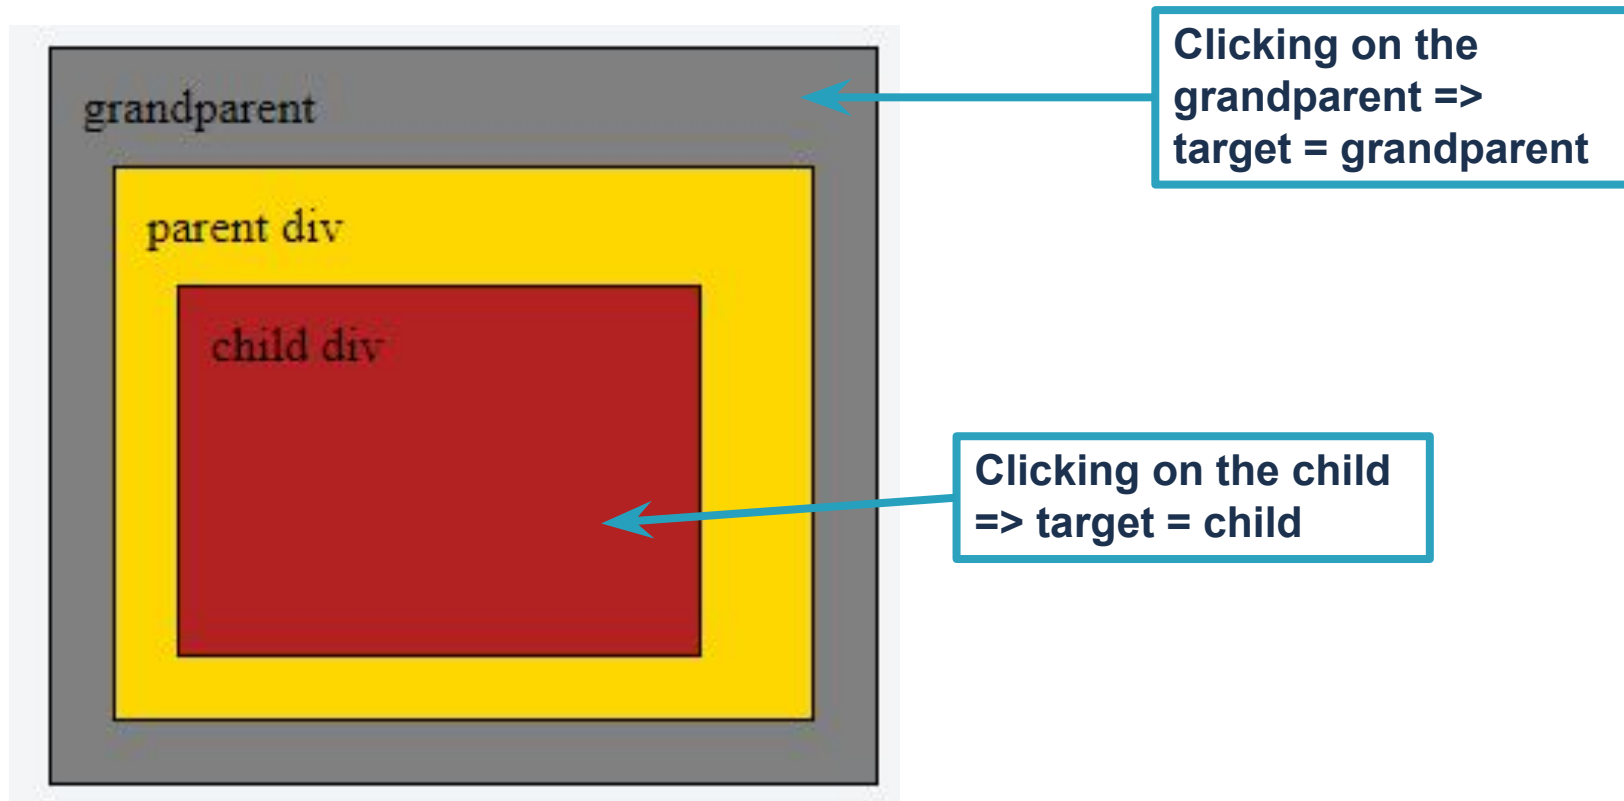 Clicking on the
grandparent =>
target = grandparent
grandparent
parent div
child div
Clicking on the child
=> target = child